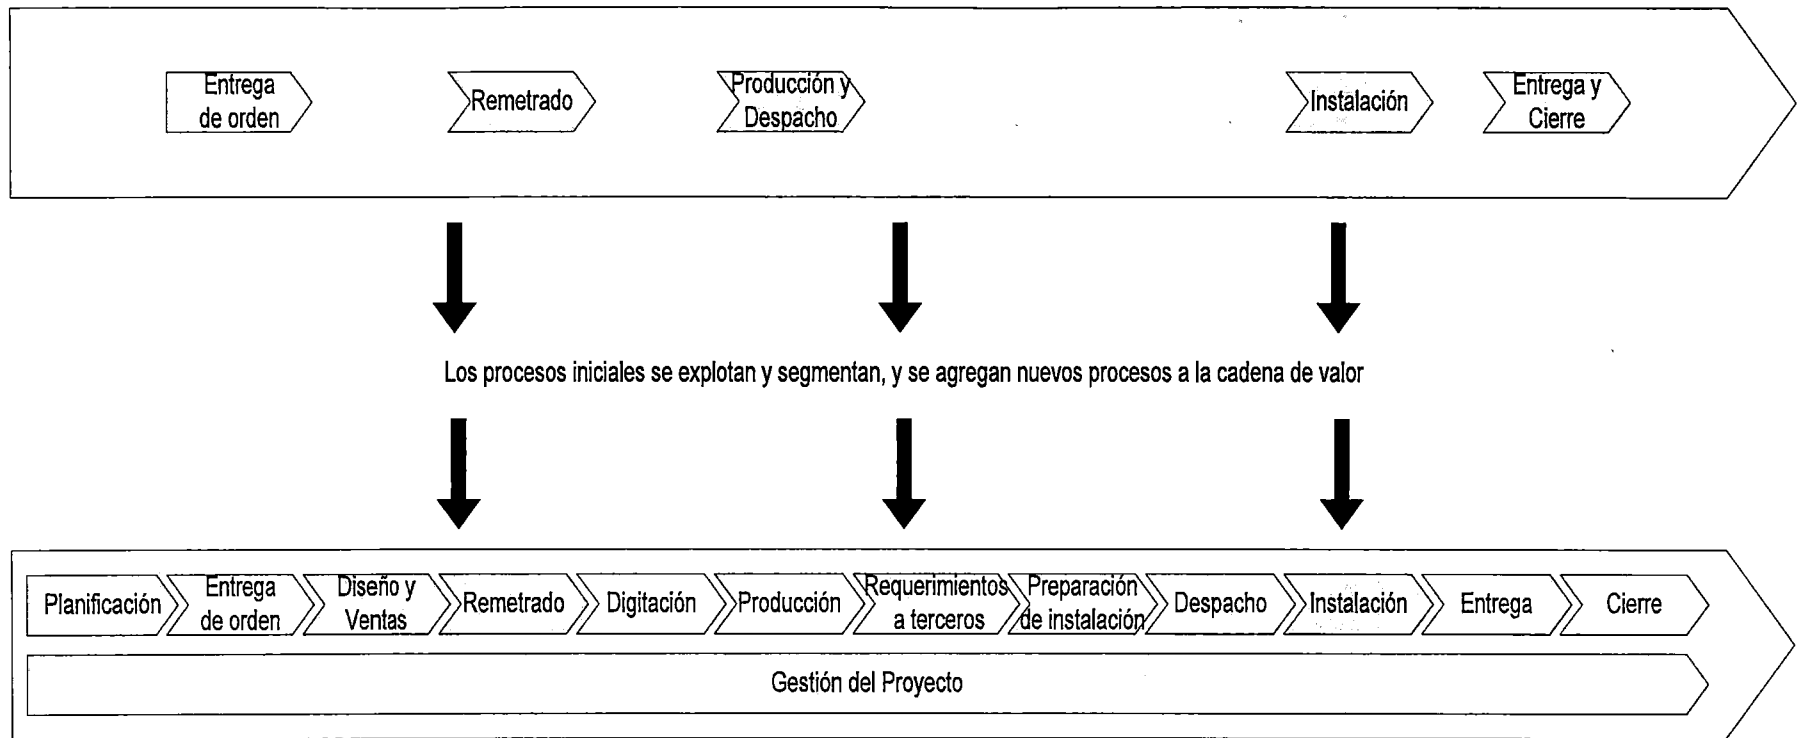 Entrega
de orden
Remetrado
Producción y
Despacho
Instalación
Entrega y
Cierre
Los procesos iniciales se explotan y segmentan, y se agregan nuevos procesos a la cadena de valor
Planificación
Entrega
de orden
Diseño y
Ventas
Remetrado
Digitación
Producción
Requerimientos
a terceros
Preparación
de instalación
Despacho
Instalación
Entrega
Cierre
Gestión del Proyecto